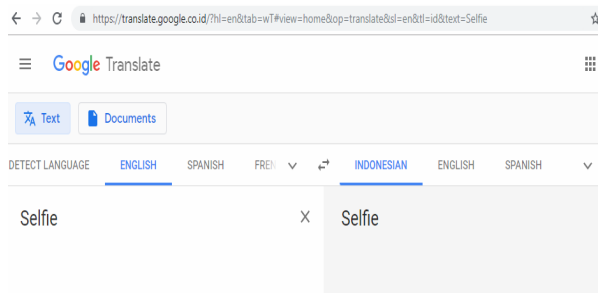 https://translate.google.co.id/?hl=en&tab=wT#view=home&op=translate&sl=en&tl=id&text=Selfie
Google Translate
Text Documents
DETECT LANGUAGE ENGLISH SPANISH FREN INDONESIAN ENGLISH SPANISH
Selfie Selfie